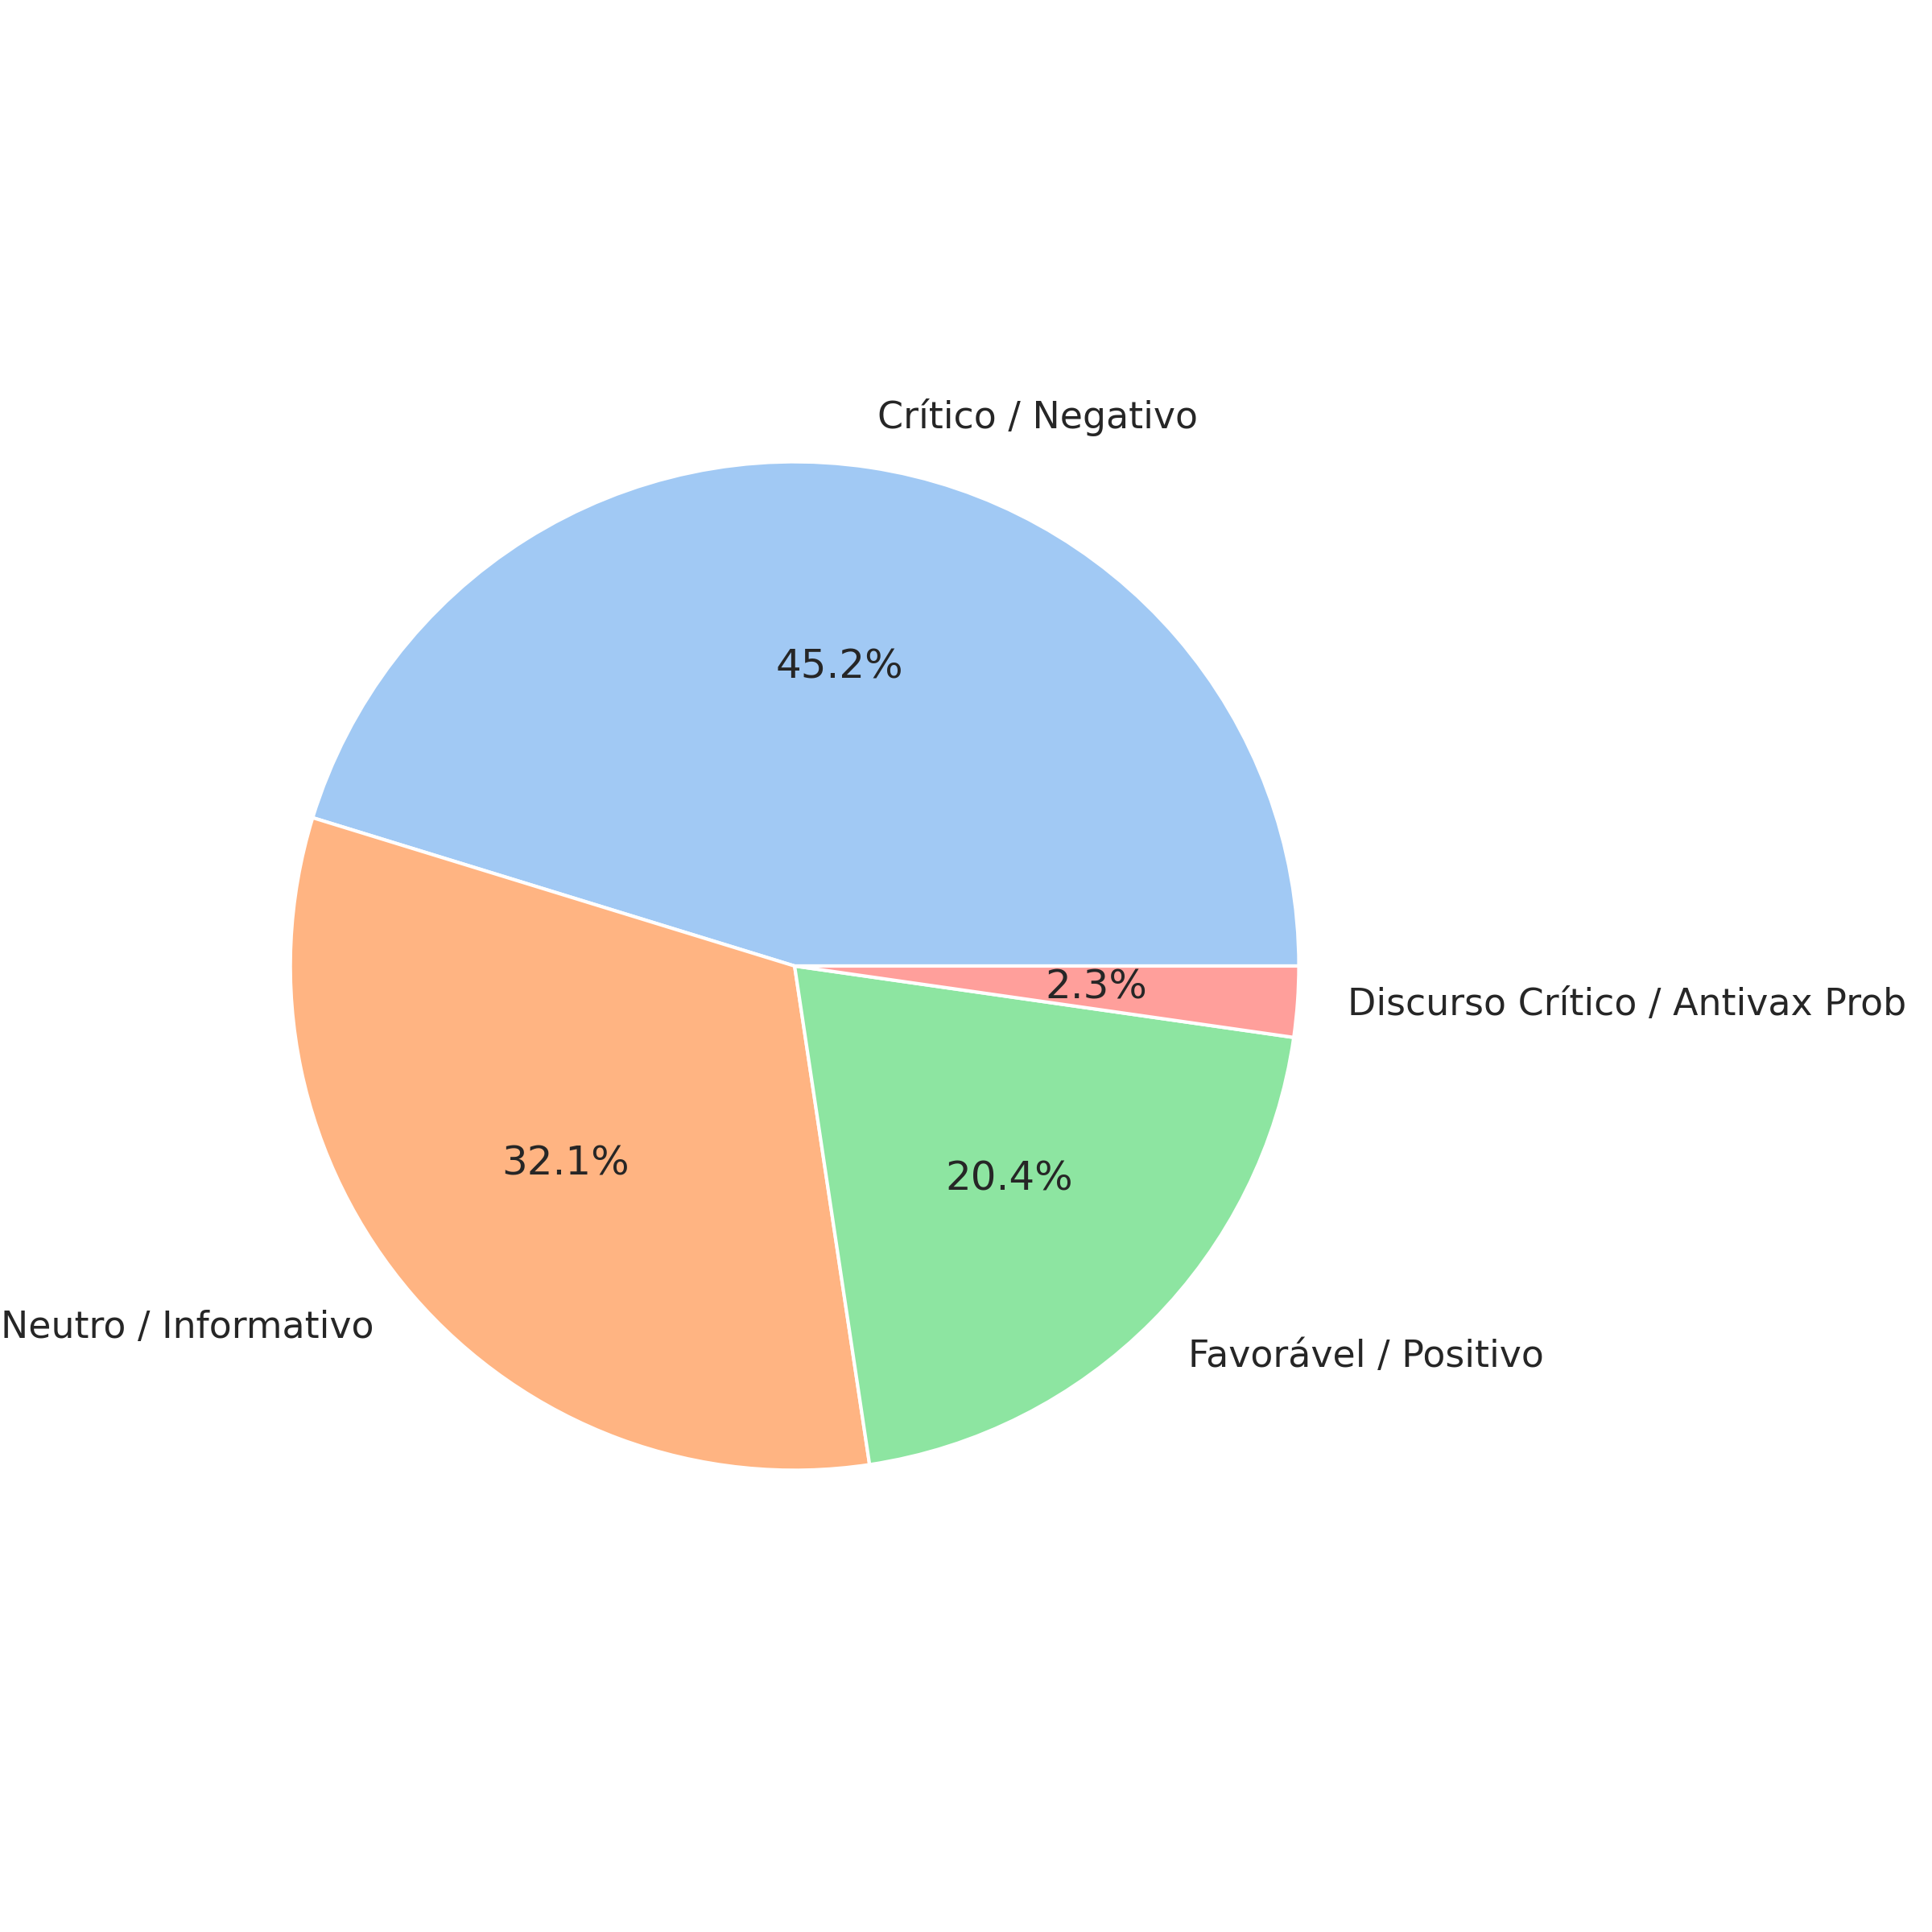 Crítico / Negativo
45.2%
2.3%
Discurso Crítico / Antivax Prob
32.1%
20.4%
Neutro / Informativo
Favorável / Positivo